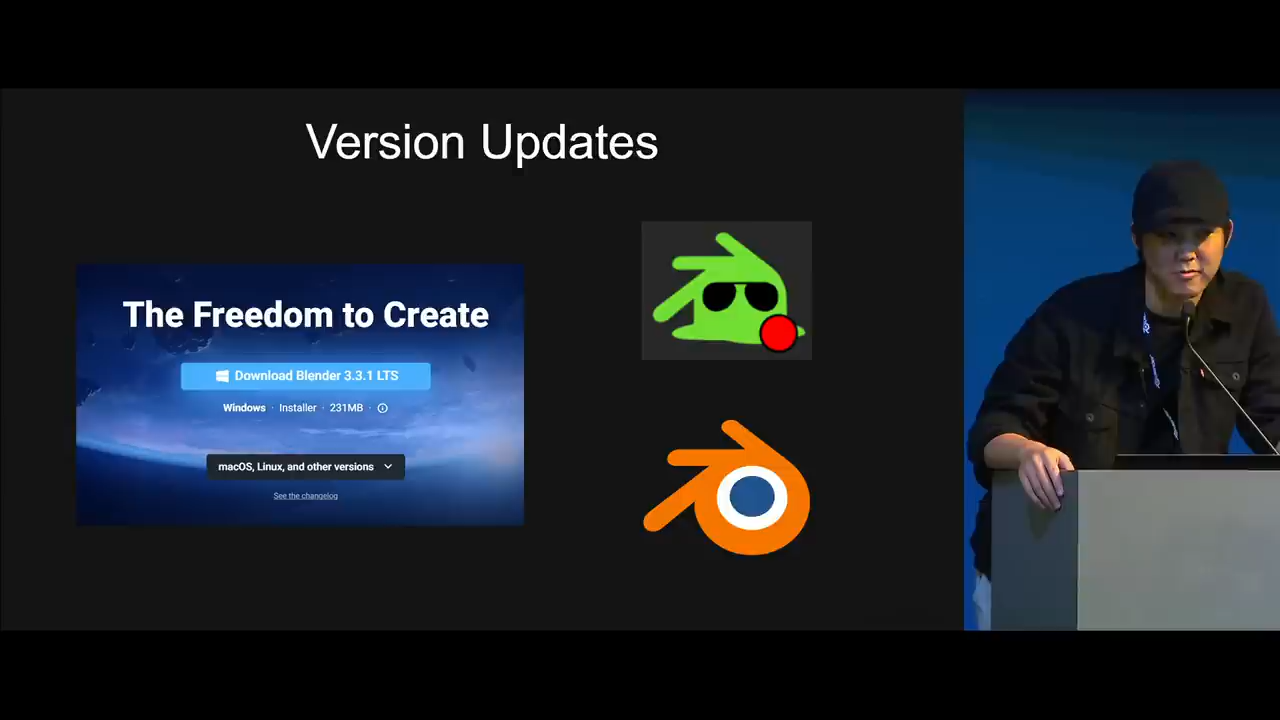 Version Updates
The Freedom to Create
Download Blender 3.3.1 LTS
Windows · Installer · 231MB ·
macOS, Linux, and other versions
See the changelog